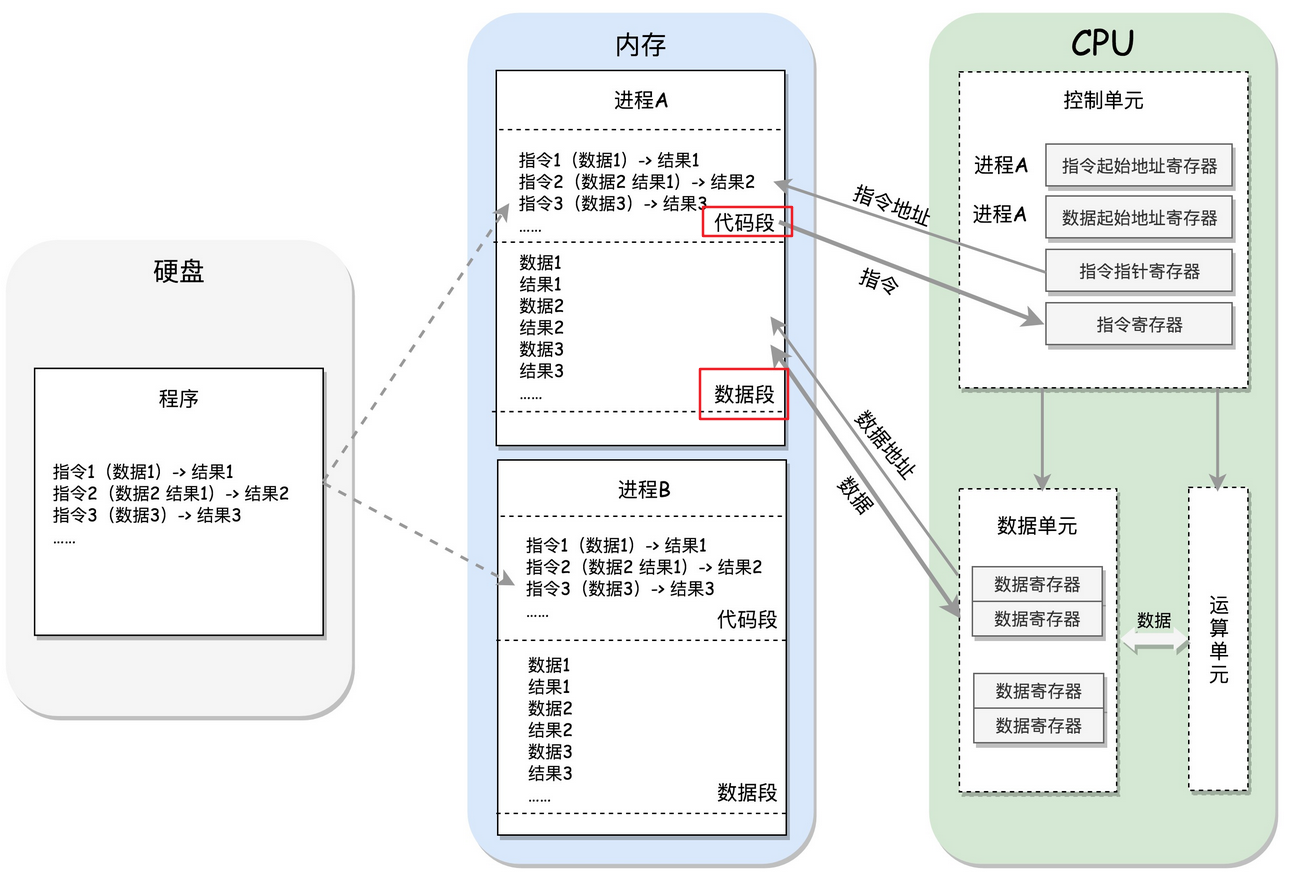 硬盘
程序
指令1（数据1）-> 结果1
指令2（数据2 结果1）-> 结果2
指令3（数据3）-> 结果3
……
内存
进程A
指令1（数据1）-> 结果1
指令2（数据2 结果1）-> 结果2
指令3（数据3）-> 结果3
……
代码段
数据1
结果1
数据2
结果2
数据3
结果3
……
数据段
进程B
指令1（数据1）-> 结果1
指令2（数据2 结果1）-> 结果2
指令3（数据3）-> 结果3
……
代码段
数据1
结果1
数据2
结果2
数据3
结果3
……
数据段
指令地址
指令
数据地址
数据
CPU
控制单元
进程A 指令起始地址寄存器
进程A 数据起始地址寄存器
指令指针寄存器
指令寄存器
数据单元
数据寄存器
数据寄存器
数据寄存器
数据寄存器
数据
运算单元